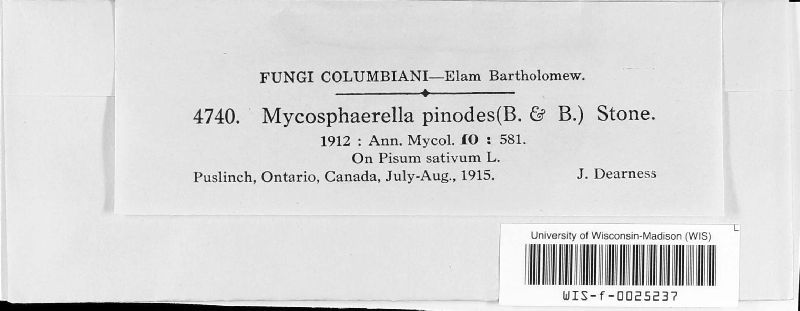 FUNGI COLUMBIANI—Elam Bartholomew.
4740. Mycosphaerella pinodes(B. & B.) Stone.
1912 : Ann. Mycol. 10 : 581.
On Pisum sativum L.
Puslinch, Ontario, Canada, July-Aug., 1915. J. Dearness
University of Wisconsin-Madison (WIS)
WIS-f-0025237